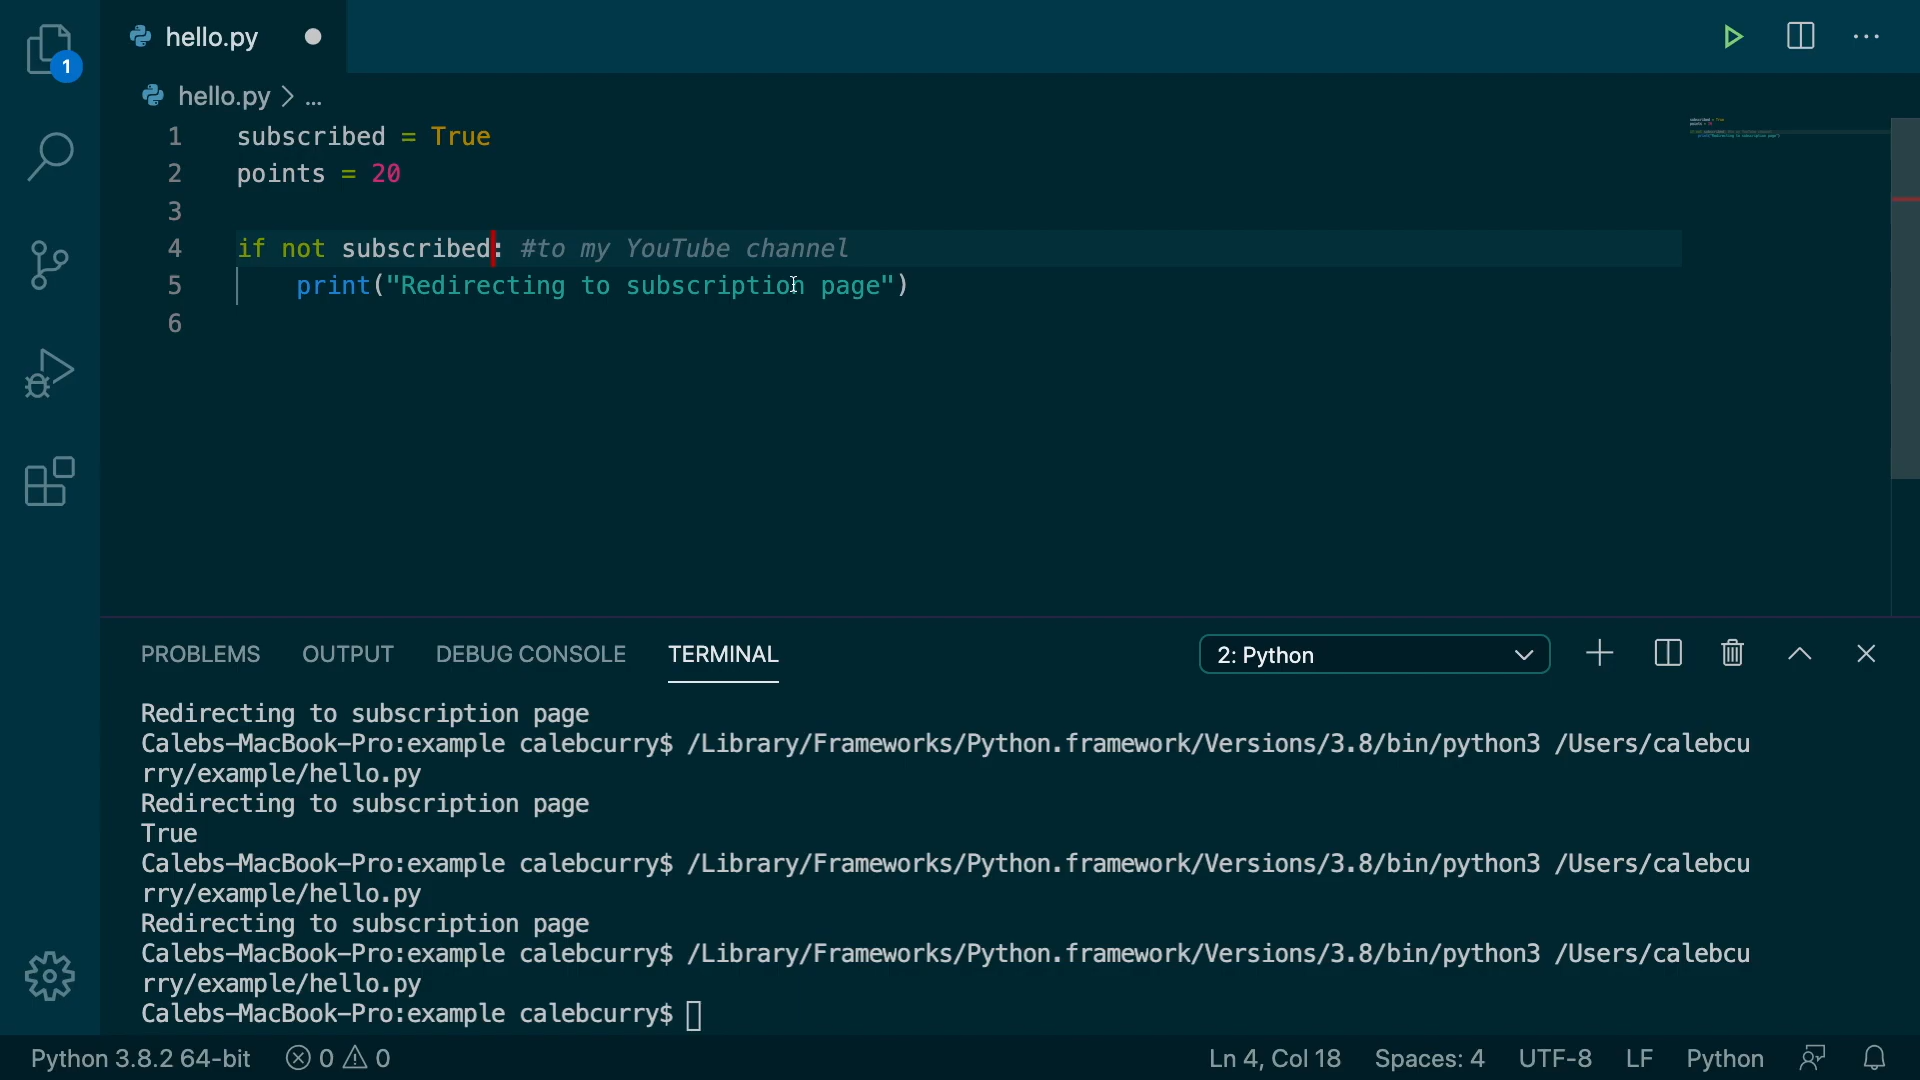 hello.py
1
hello.py > ...
1 subscribed = True
2 points = 20
3
4 if not subscribed: #to my YouTube channel
5 print("Redirecting to subscription page")
6
PROBLEMS OUTPUT DEBUG CONSOLE TERMINAL 2: Python
Redirecting to subscription page
Calebs-MacBook-Pro:example calebcurry$ /Library/Frameworks/Python.framework/Versions/3.8/bin/python3 /Users/calebcu
rry/example/hello.py
Redirecting to subscription page
True
Calebs-MacBook-Pro:example calebcurry$ /Library/Frameworks/Python.framework/Versions/3.8/bin/python3 /Users/calebcu
rry/example/hello.py
Redirecting to subscription page
Calebs-MacBook-Pro:example calebcurry$ /Library/Frameworks/Python.framework/Versions/3.8/bin/python3 /Users/calebcu
rry/example/hello.py
Calebs-MacBook-Pro:example calebcurry$
Python 3.8.2 64-bit 0 0 Ln 4, Col 18 Spaces: 4 UTF-8 LF Python